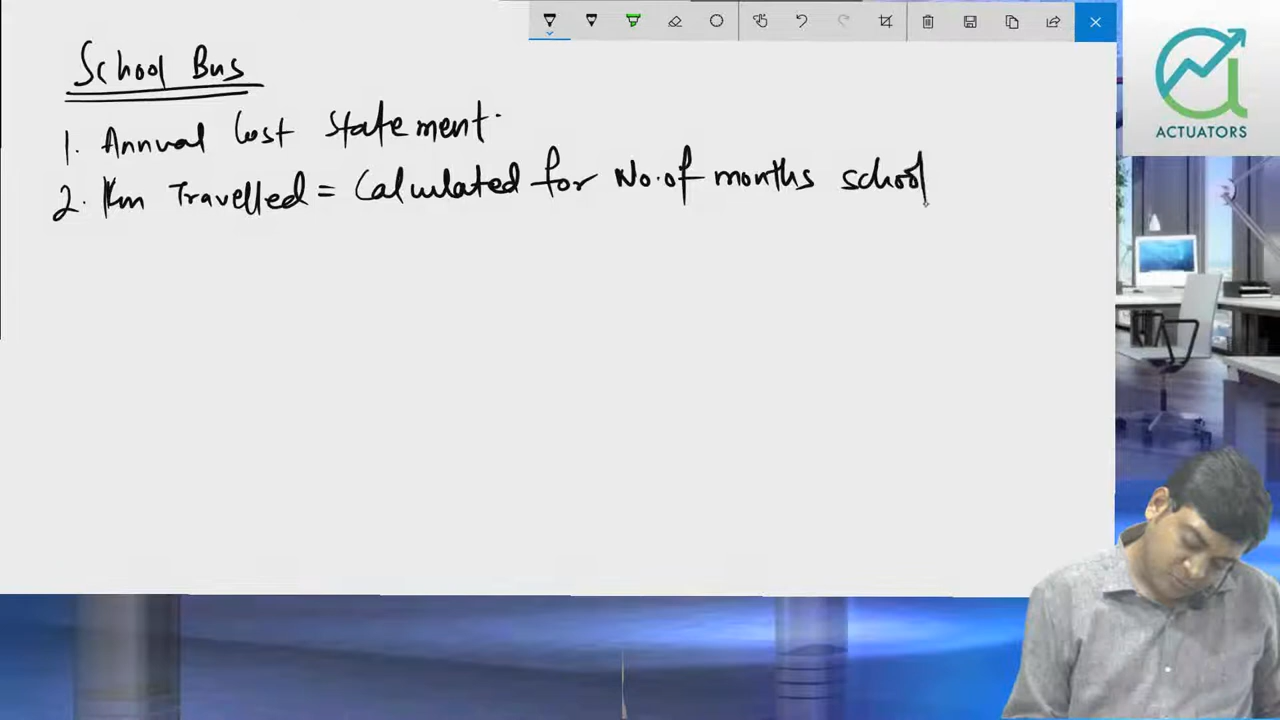 School Bus
1. Annual Cost Statement.
2. Km Travelled = Calculated for No. of months school
ACTUATORS